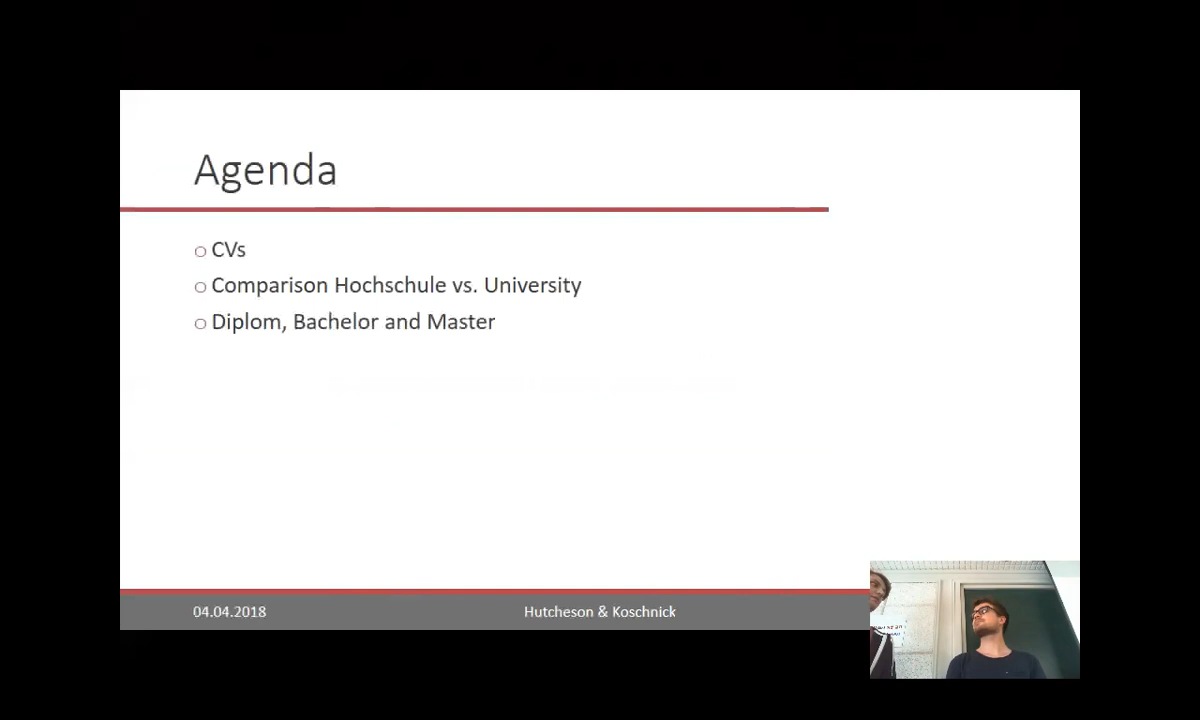 Agenda
CVs
Comparison Hochschule vs. University
Diplom, Bachelor and Master
04.04.2018
Hutcheson & Koschnick